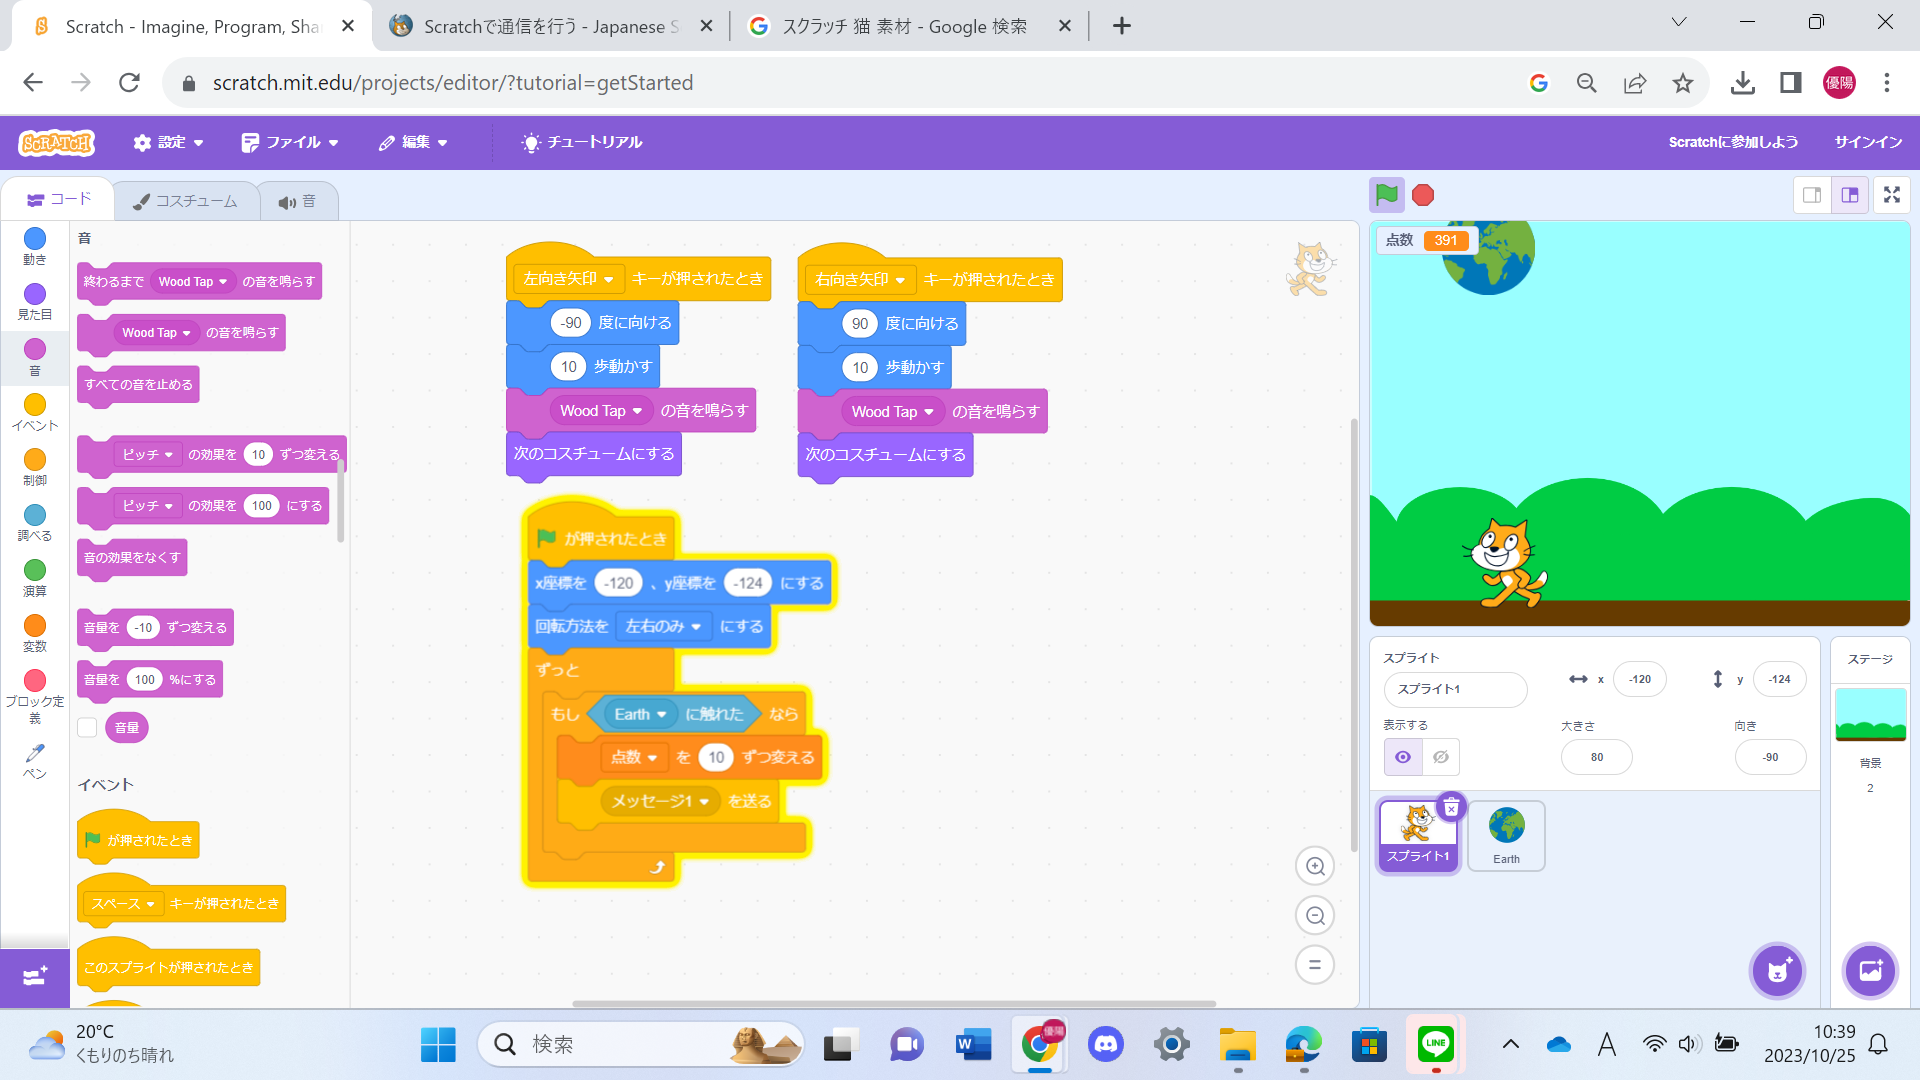 Scratch - Imagine, Program, Sha
Scratchで通信を行う - Japanese S
スクラッチ 猫 素材 - Google 検索
scratch.mit.edu/projects/editor/?tutorial=getStarted
優陽
SCRATCH
設定
ファイル
編集
チュートリアル
Scratchに参加しよう
サインイン
コード
コスチューム
音
動き
見た目
音
イベント
制御
調べる
演算
変数
ブロック定義
ペン
音
終わるまで Wood Tap の音を鳴らす
Wood Tap の音を鳴らす
すべての音を止める
ピッチ の効果を 10 ずつ変える
ピッチ の効果を 100 にする
音の効果をなくす
音量を -10 ずつ変える
音量を 100 %にする
音量
イベント
が押されたとき
スペース キーが押されたとき
このスプライトが押されたとき
左向き矢印 キーが押されたとき
-90 度に向ける
10 歩動かす
Wood Tap の音を鳴らす
次のコスチュームにする
右向き矢印 キーが押されたとき
90 度に向ける
10 歩動かす
Wood Tap の音を鳴らす
次のコスチュームにする
が押されたとき
x座標を -120 、y座標を -124 にする
回転方法を 左右のみ にする
ずっと
もし Earth に触れた なら
点数 を 10 ずつ変える
メッセージ1 を送る
点数 391
スプライト
スプライト1
x -120
y -124
表示する
大きさ
80
向き
-90
スプライト1
Earth
ステージ
背景
2
20°C
くもりのち晴れ
検索
W
優陽
LINE
A
10:39
2023/10/25